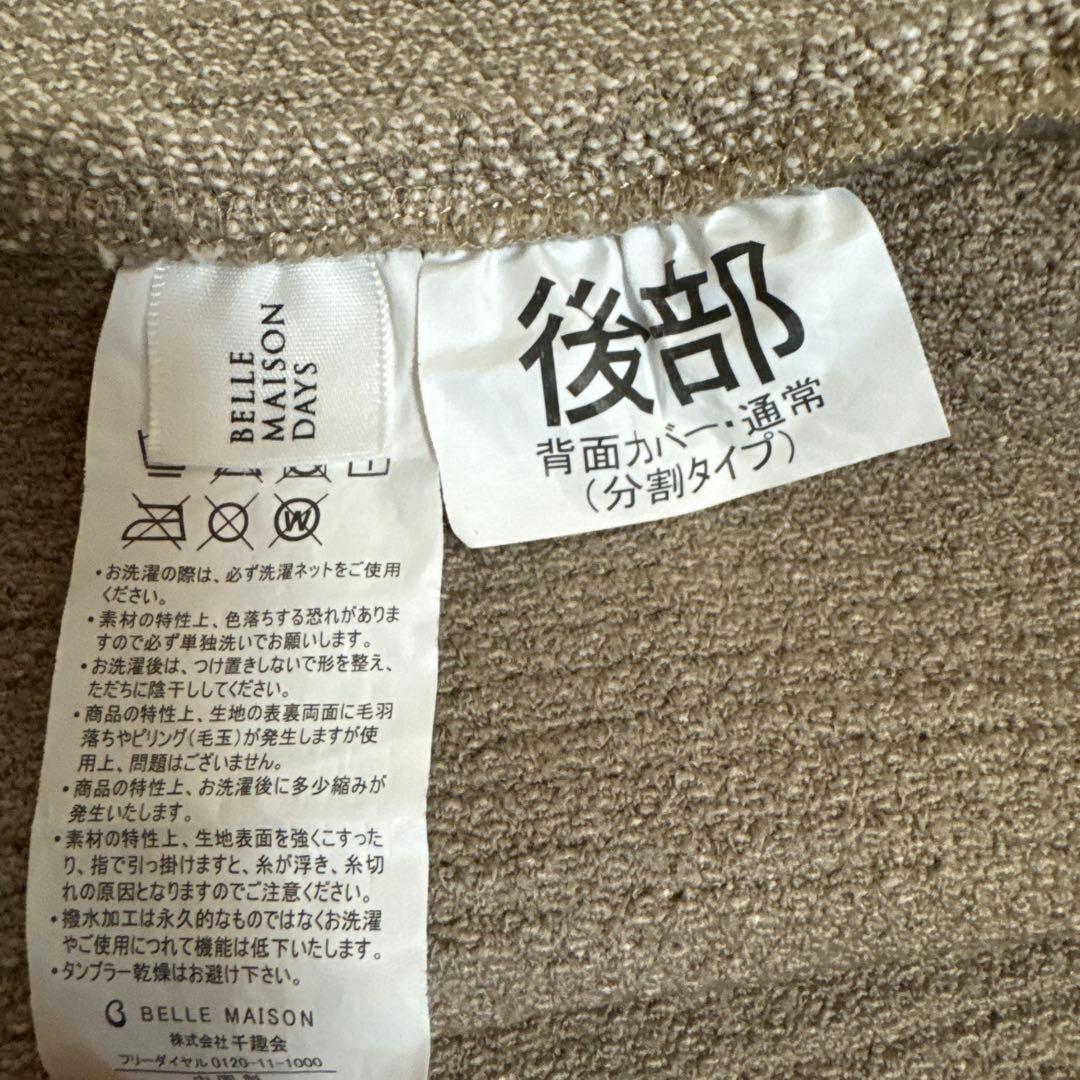 BELLE
MAISON
DAYS
後部
背面カバー・通常
(分割タイプ)
W
・お洗濯の際は、必ず洗濯ネットをご使用
ください。
・素材の特性上、色落ちする恐れがありま
すので必ず単独洗いでお願いします。
・お洗濯後は、つけ置きしないで形を整え、
ただちに陰干ししてください。
・商品の特性上、生地の表裏両面に毛羽
落ちやピリング(毛玉)が発生しますが使
用上、問題はございません。
・商品の特性上、お洗濯後に多少縮みが
発生いたします。
・素材の特性上、生地表面を強くこすった
り、指で引っ掛けますと、糸が浮き、糸切
れの原因となりますのでご注意ください。
・撥水加工は永久的なものではなくお洗濯
やご使用につれて機能は低下いたします。
・タンブラー乾燥はお避け下さい。
BELLE MAISON
株式会社千趣会
フリーダイヤル 0120-11-1000